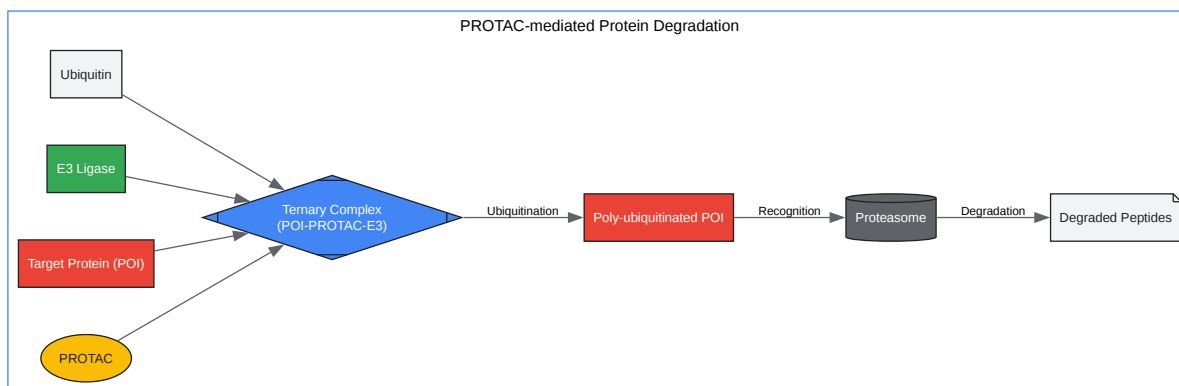 PROTAC-mediated Protein Degradation
Ubiquitin
E3 Ligase
Target Protein (POI)
PROTAC
Ternary Complex
(POI-PROTAC-E3)
Ubiquitination
Poly-ubiquitinated POI
Recognition
Proteasome
Degradation
Degraded Peptides